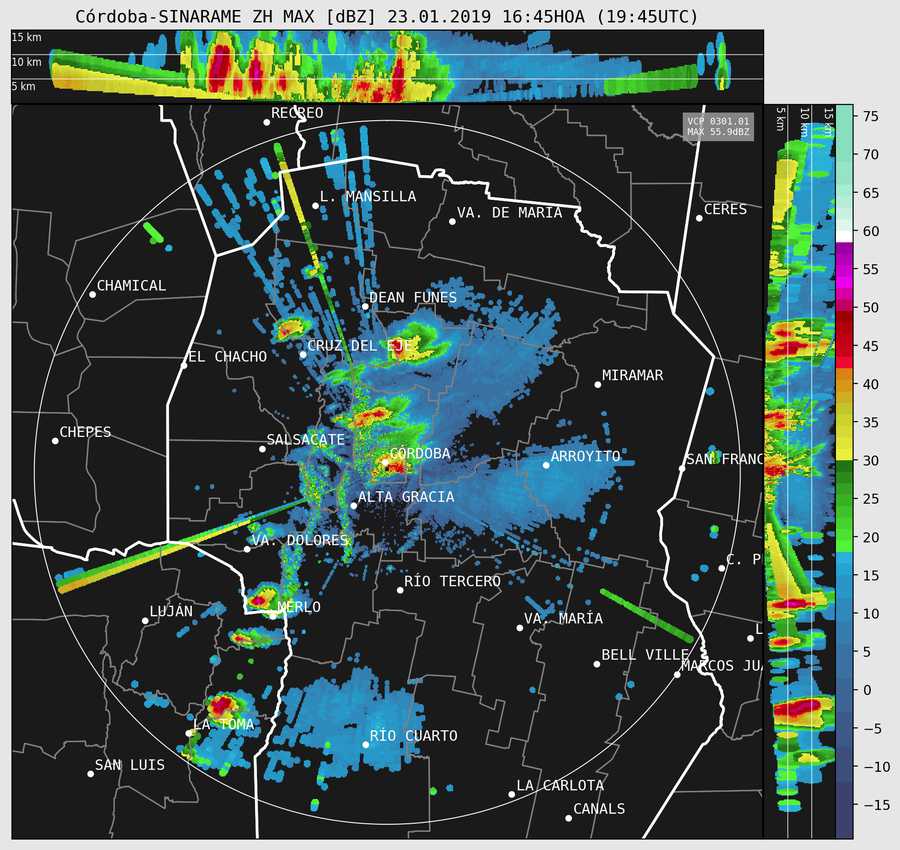 Córdoba-SINARAME ZH MAX [dBZ] 23.01.2019 16:45HOA (19:45UTC)
15 km
10 km
5 km
5 km
10 km
15 km
VCP 0301.01
MAX 55.9dBZ
RECREO
L. MANSILLA
VA. DE MARÍA
CERES
CHAMICAL
DEAN FUNES
CRUZ DEL EJE
EL CHACHO
MIRAMAR
CHEPES
SALSACATE
CÓRDOBA
ARROYITO
SAN FRANC
ALTA GRACIA
VA. DOLORES
C. P
RÍO TERCERO
LUJÁN
MERLO
VA. MARÍA
L
BELL VILLE
MARCOS JUÁ
LA TOMA
RÍO CUARTO
SAN LUIS
LA CARLOTA
CANALS
75
70
65
60
55
50
45
40
35
30
25
20
15
10
5
0
−5
−10
−15